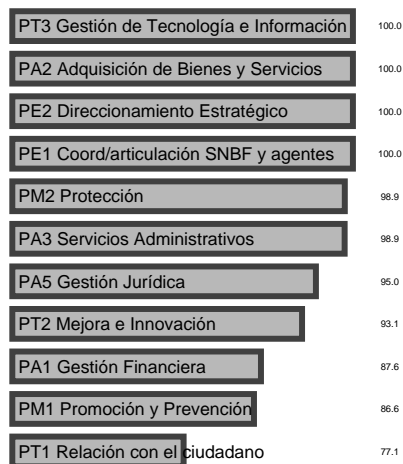 PT3 Gestión de Tecnología e Información 100.0
PA2 Adquisición de Bienes y Servicios 100.0
PE2 Direccionamiento Estratégico 100.0
PE1 Coord/articulación SNBF y agentes 100.0
PM2 Protección 98.9
PA3 Servicios Administrativos 98.9
PA5 Gestión Jurídica 95.0
PT2 Mejora e Innovación 93.1
PA1 Gestión Financiera 87.6
PM1 Promoción y Prevención 86.6
PT1 Relación con el ciudadano 77.1